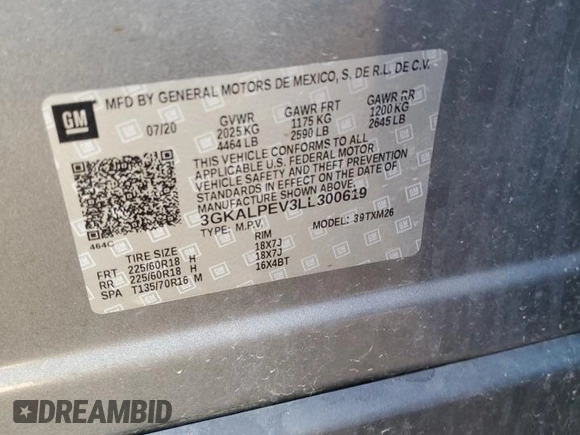 GM
MFD BY GENERAL MOTORS DE MEXICO, S, DE R.L, DE C.V.
07/20 GVWR GAWR FRT GAWR RR
2025 KG 1175 KG 1200 KG
4464 LB 2590 LB 2645 LB
THIS VEHICLE CONFORMS TO ALL
APPLICABLE U.S. FEDERAL MOTOR
VEHICLE SAFETY AND THEFT PREVENTION
STANDARDS IN EFFECT ON THE DATE OF
MANUFACTURE SHOWN ABOVE.
3GKALPEV3LL300619
464C
TYPE: M.P.V. MODEL: 39TXM26
TIRE SIZE RIM
FRT 225/60R18 H 18X7J
RR 225/60R18 H 18X7J
SPA T135/70R16 M 16X4BT
DREAMBID